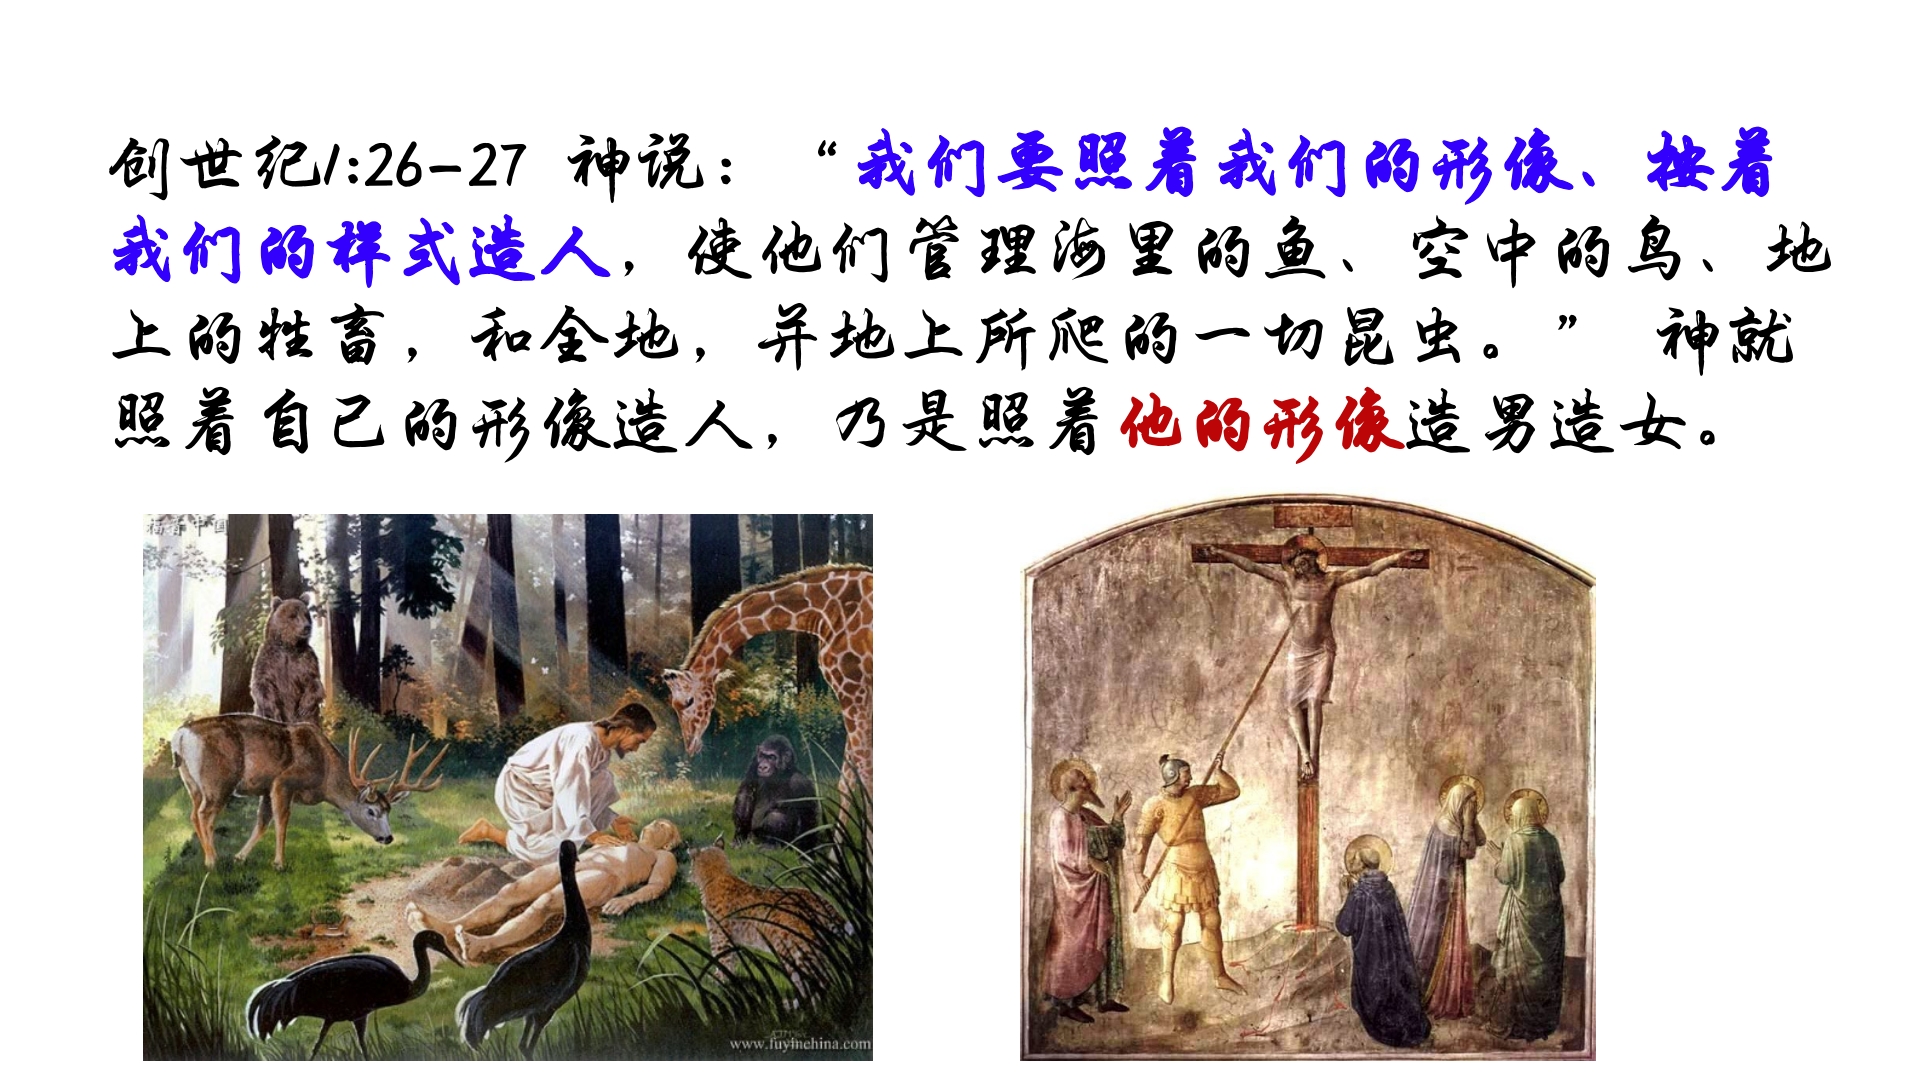 创世纪1:26-27 神说：“我们要照着我们的形像、按着
我们的样式造人，使他们管理海里的鱼、空中的鸟、地
上的牲畜，和全地，并地上所爬的一切昆虫。” 神就
照着自己的形像造人，乃是照着他的形像造男造女。
福音中国
www.fuyinchina.com